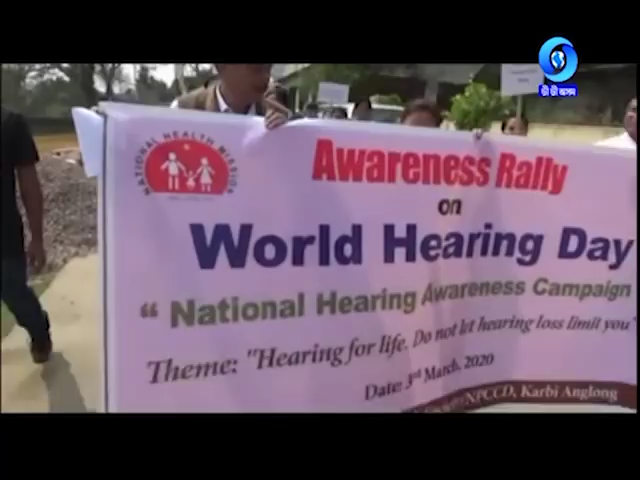 ডী ডী অসম
NATIONAL HEALTH MISSION
Awareness Rally
on
World Hearing Day
“ National Hearing Awareness Campaign
Theme: "Hearing for life. Do not let hearing loss limit you"
Date: 3rd March, 2020
NPCCD, Karbi Anglong